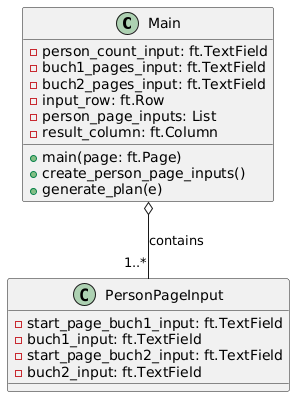 C Main
person_count_input: ft.TextField
buch1_pages_input: ft.TextField
buch2_pages_input: ft.TextField
input_row: ft.Row
person_page_inputs: List
result_column: ft.Column
main(page: ft.Page)
create_person_page_inputs()
generate_plan(e)
contains
1..*
C PersonPageInput
start_page_buch1_input: ft.TextField
buch1_input: ft.TextField
start_page_buch2_input: ft.TextField
buch2_input: ft.TextField